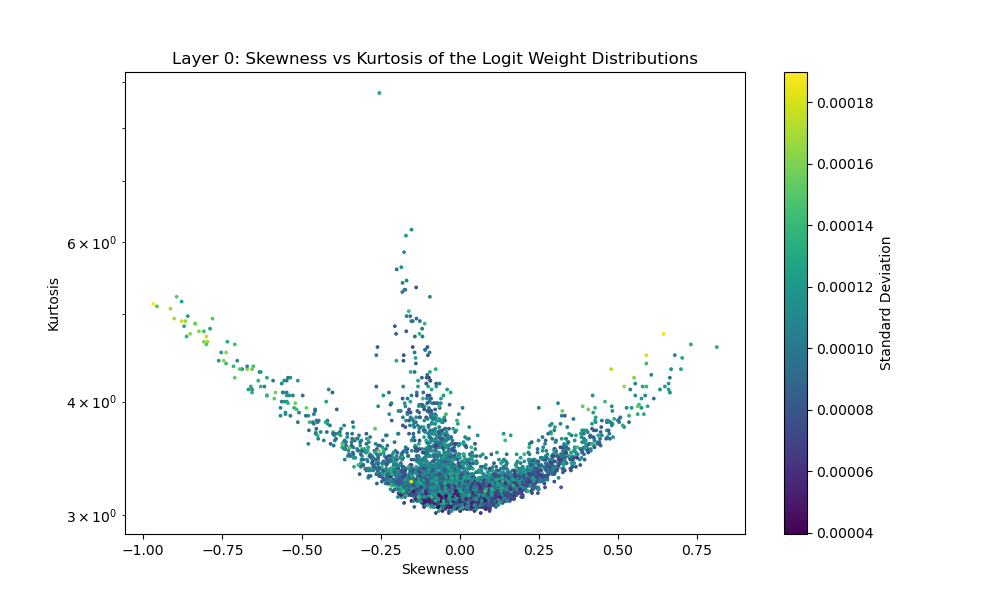 Layer 0: Skewness vs Kurtosis of the Logit Weight Distributions
Kurtosis
6 × 10⁰
4 × 10⁰
3 × 10⁰
−1.00 −0.75 −0.50 −0.25 0.00 0.25 0.50 0.75
Skewness
0.00018
0.00016
0.00014
0.00012
0.00010
0.00008
0.00006
0.00004
Standard Deviation